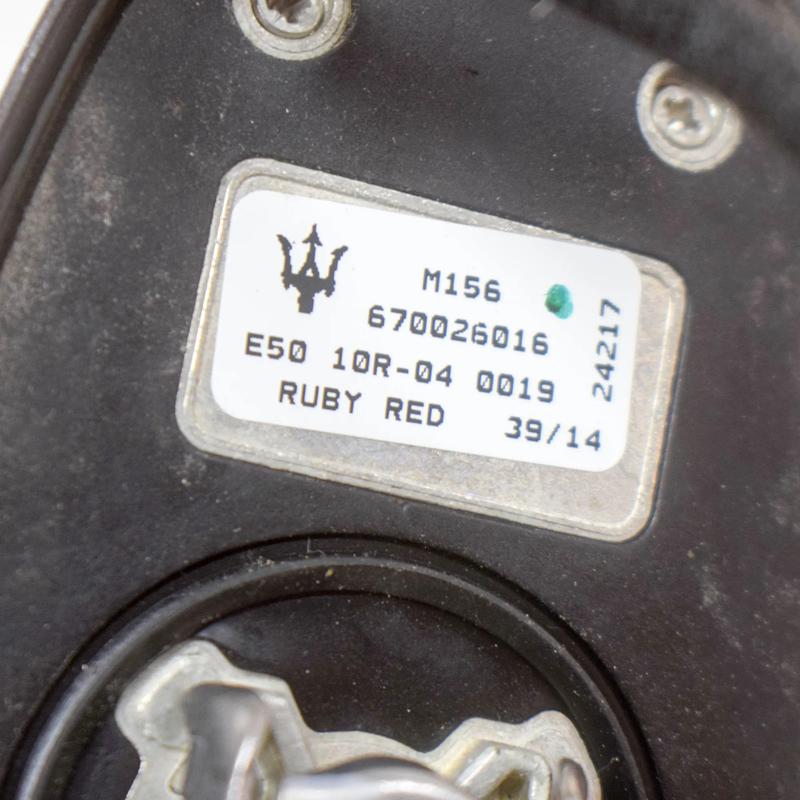 M156
670026016
E50 10R-04 0019
RUBY RED 39/14
24217